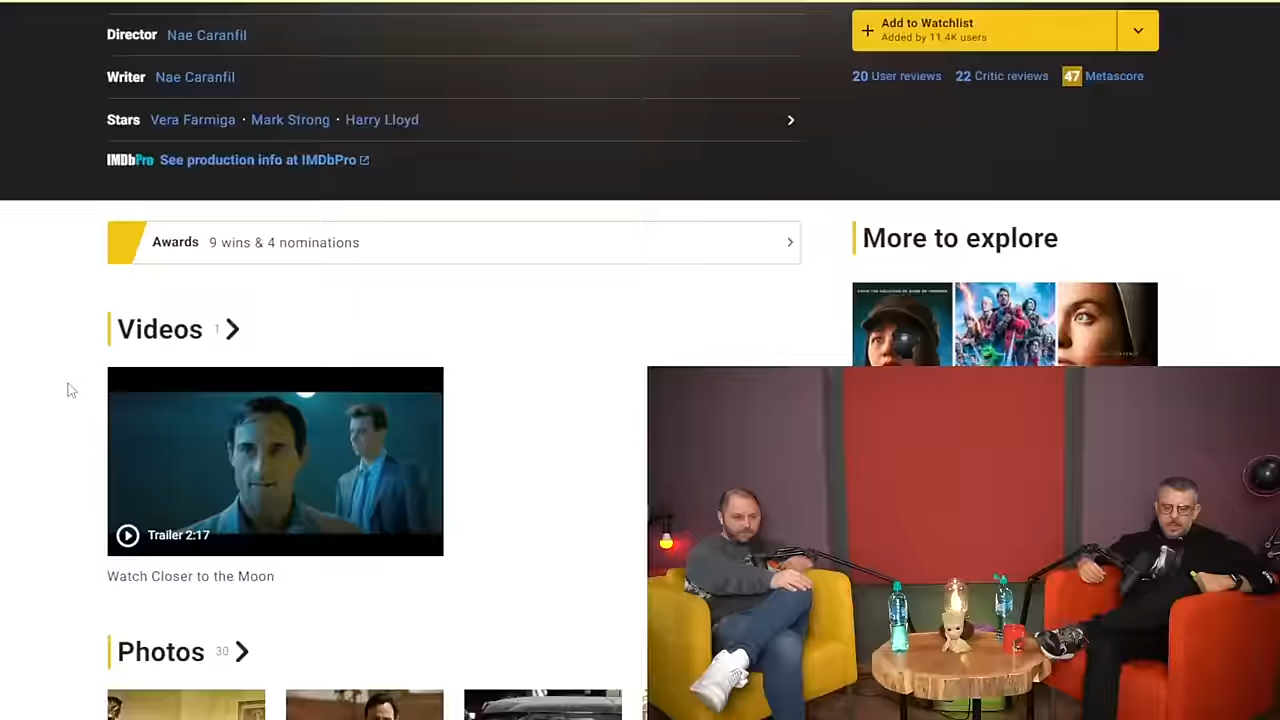 Director Nae Caranfil
Writer Nae Caranfil
Stars Vera Farmiga · Mark Strong · Harry Lloyd
IMDbPro See production info at IMDbPro
Add to Watchlist
Added by 11.4K users
20 User reviews 22 Critic reviews 47 Metascore
Awards 9 wins & 4 nominations
Videos 1
Trailer 2:17
Watch Closer to the Moon
Photos 30
More to explore